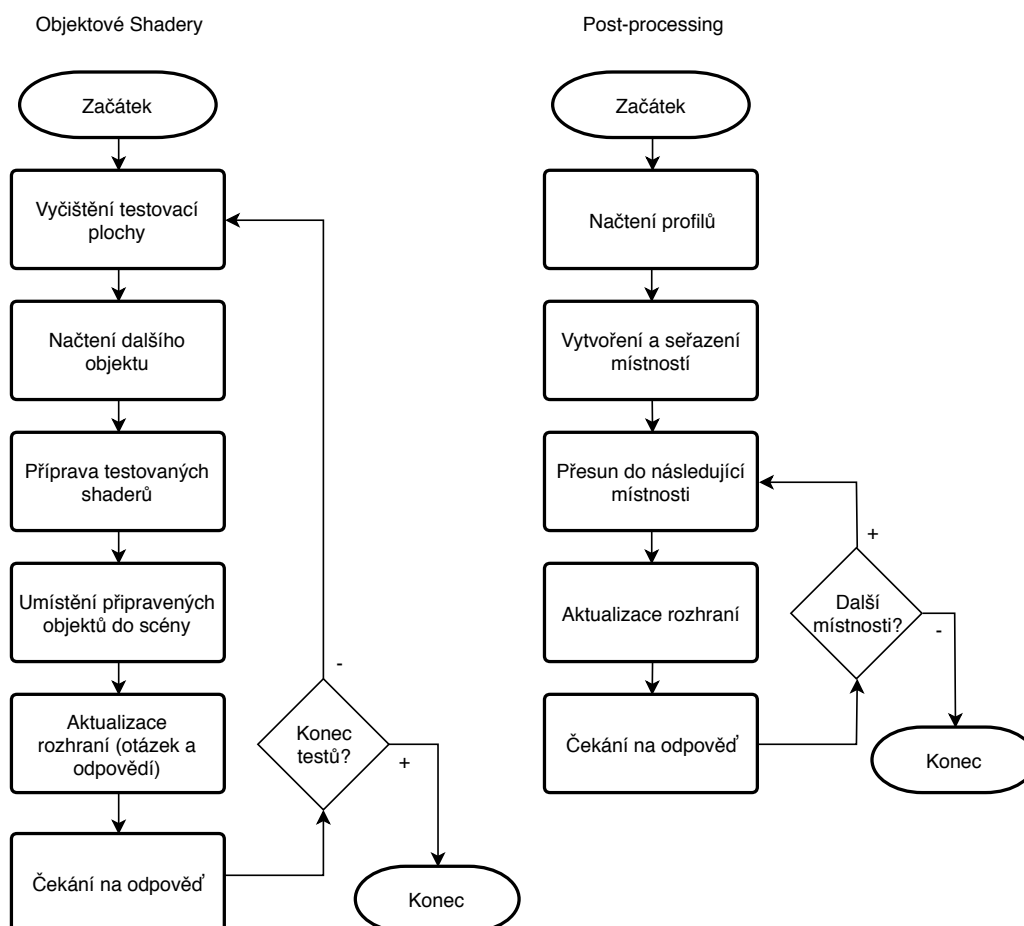 Objektové Shadery
Začátek
Vyčištění testovací
plochy
Načtení dalšího
objektu
Příprava testovaných
shaderů
Umístění připravených
objektů do scény
Aktualizace
rozhraní (otázek a
odpovědí)
Čekání na odpověď
-
Konec
testů?
+
Konec
Post-processing
Začátek
Načtení profilů
Vytvoření a seřazení
místností
Přesun do následující
místnosti
Aktualizace rozhraní
Čekání na odpověď
+
Další
místnosti?
-
Konec